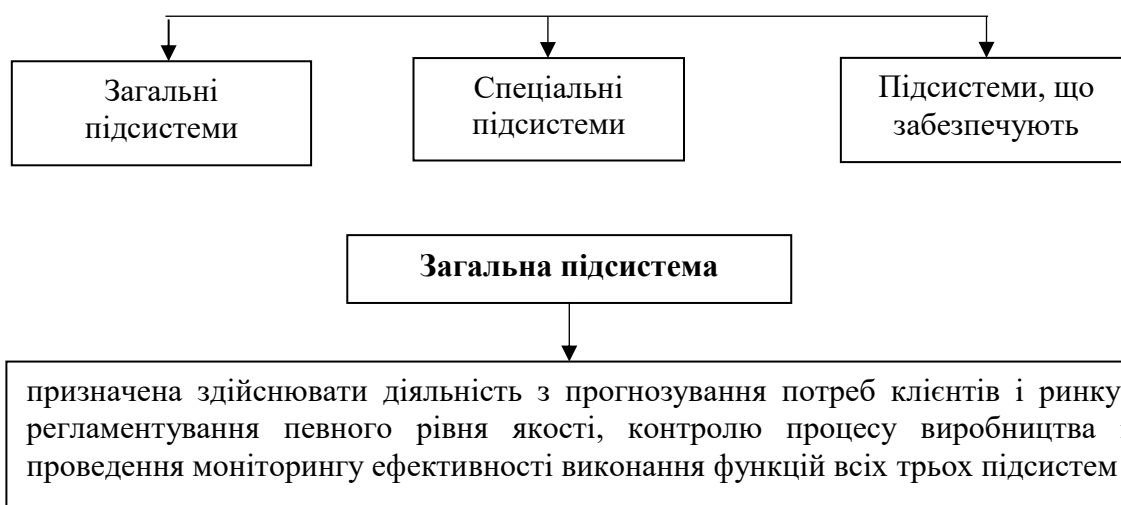 Загальні
підсистеми
Спеціальні
підсистеми
Підсистеми, що
забезпечують
Загальна підсистема
призначена здійснювати діяльність з прогнозування потреб клієнтів і ринку
регламентування певного рівня якості, контролю процесу виробництва
проведення моніторингу ефективності виконання функцій всіх трьох підсистем